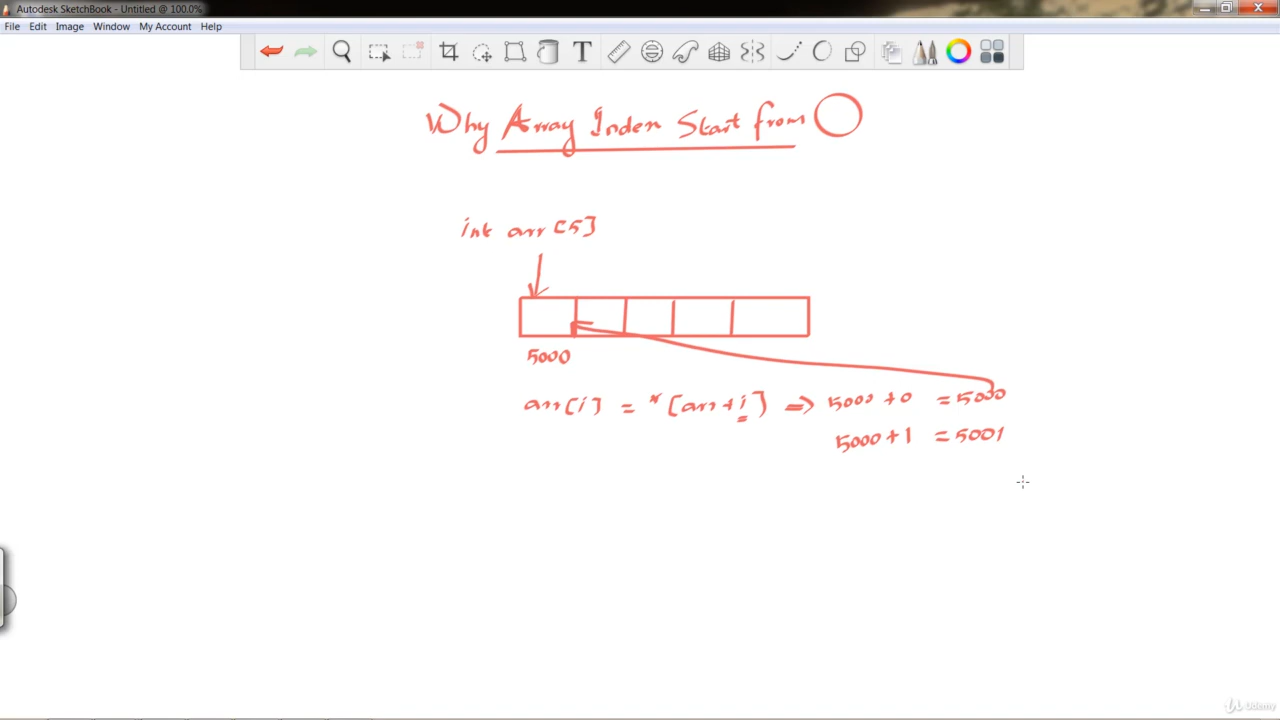 Autodesk SketchBook - Untitled @ 100.0%
File Edit Image Window My Account Help
T
Why Array Index Start from 0
int arr[5]
5000
arr[i] = *[arr+i] => 5000 + 0 = 5000
5000 + 1 = 5001
Udemy